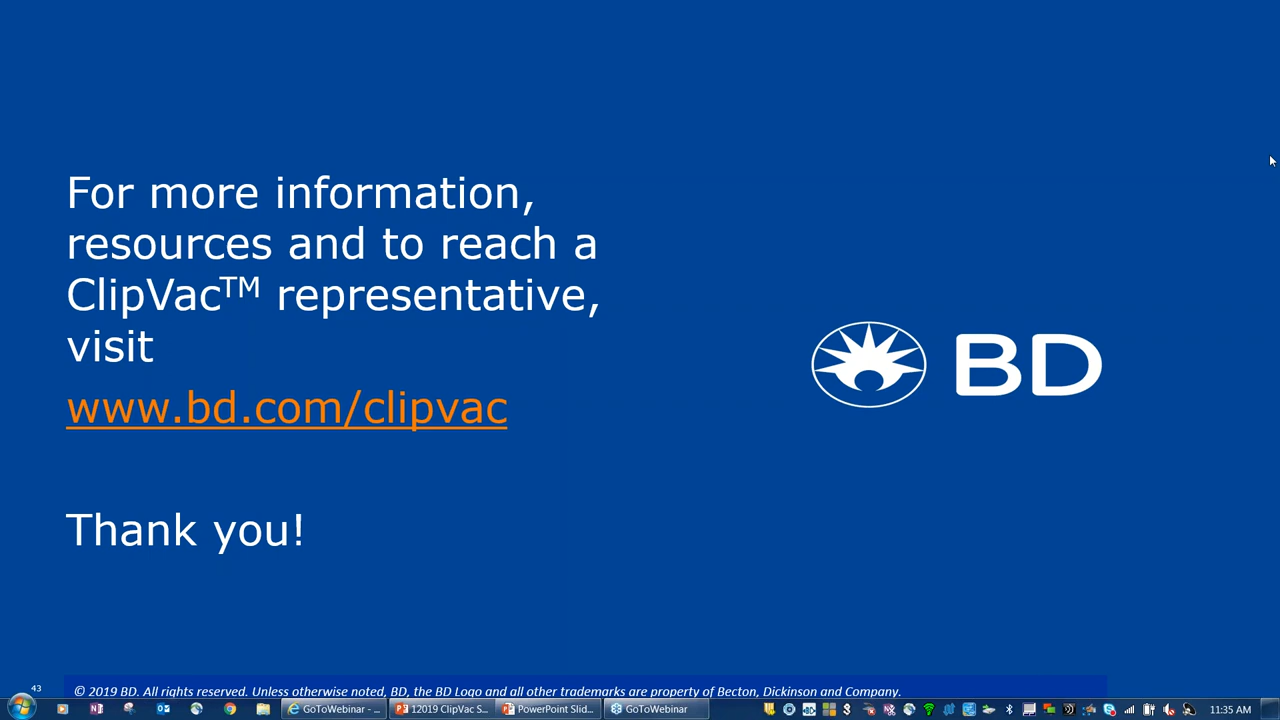 For more information,
resources and to reach a
ClipVac™ representative,
visit
www.bd.com/clipvac
BD
Thank you!
43
© 2019 BD. All rights reserved. Unless otherwise noted, BD, the BD Logo and all other trademarks are property of Becton, Dickinson and Company.
GoToWebinar - ...
12019 ClipVac S...
PowerPoint Slid...
GoToWebinar
11:35 AM